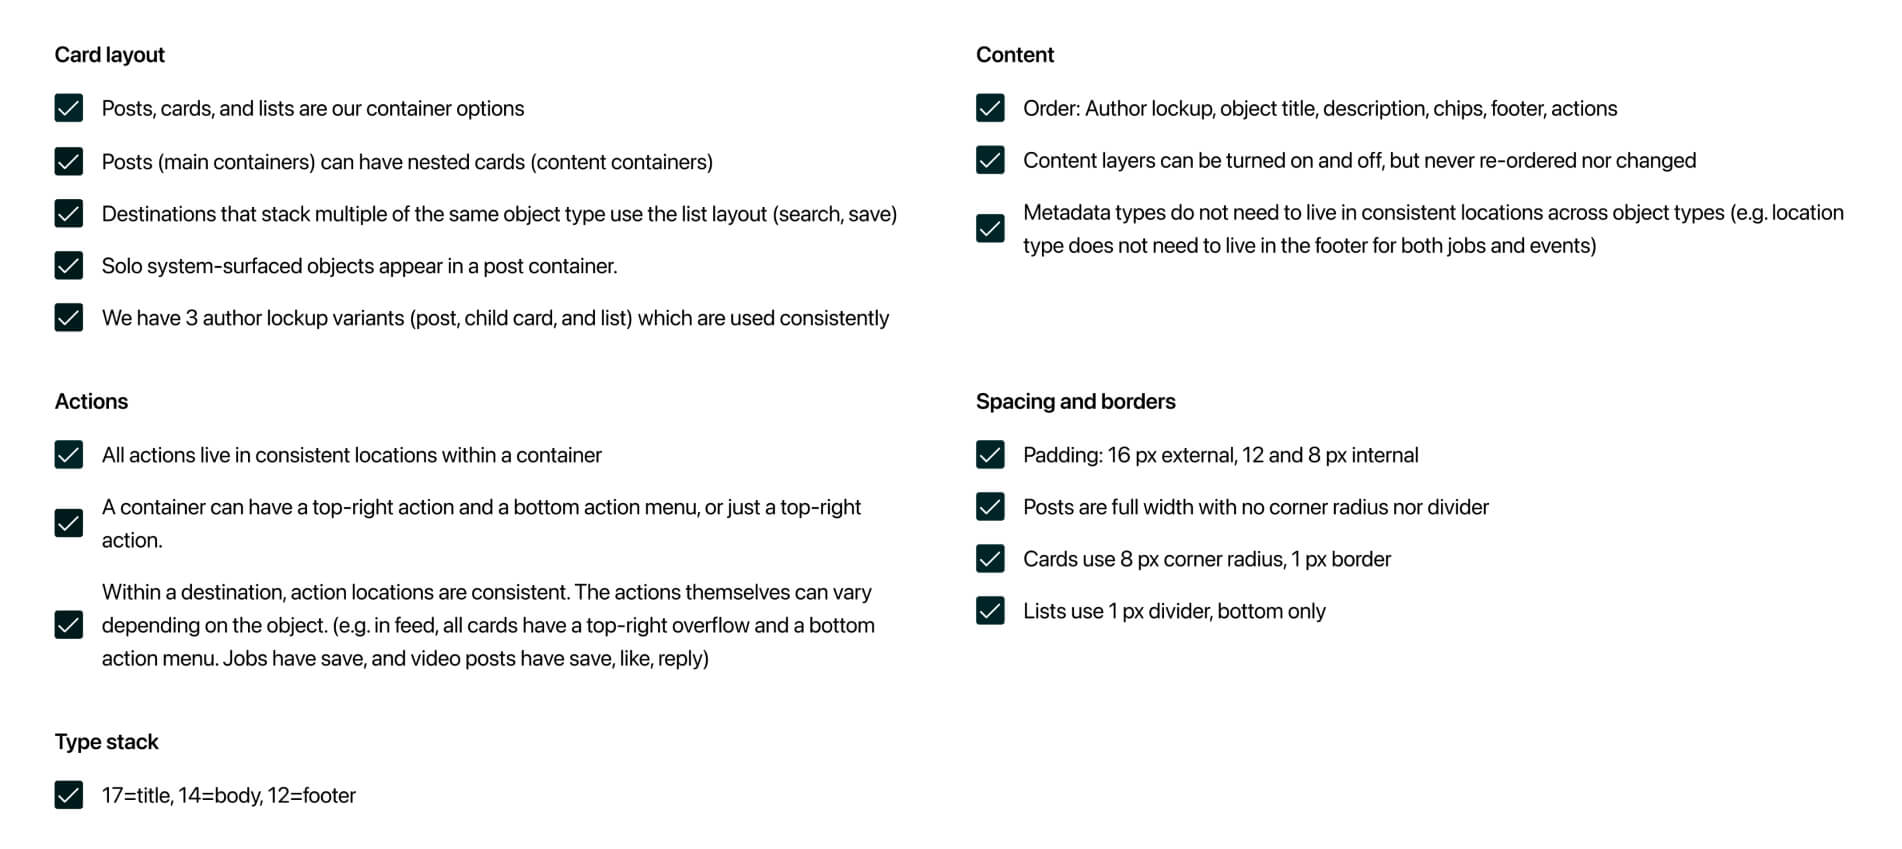 Card layout
Posts, cards, and lists are our container options
Posts (main containers) can have nested cards (content containers)
Destinations that stack multiple of the same object type use the list layout (search, save)
Solo system-surfaced objects appear in a post container.
We have 3 author lockup variants (post, child card, and list) which are used consistently
Content
Order: Author lockup, object title, description, chips, footer, actions
Content layers can be turned on and off, but never re-ordered nor changed
Metadata types do not need to live in consistent locations across object types (e.g. location
type does not need to live in the footer for both jobs and events)
Actions
All actions live in consistent locations within a container
A container can have a top-right action and a bottom action menu, or just a top-right
action.
Within a destination, action locations are consistent. The actions themselves can vary
depending on the object. (e.g. in feed, all cards have a top-right overflow and a bottom
action menu. Jobs have save, and video posts have save, like, reply)
Spacing and borders
Padding: 16 px external, 12 and 8 px internal
Posts are full width with no corner radius nor divider
Cards use 8 px corner radius, 1 px border
Lists use 1 px divider, bottom only
Type stack
17=title, 14=body, 12=footer